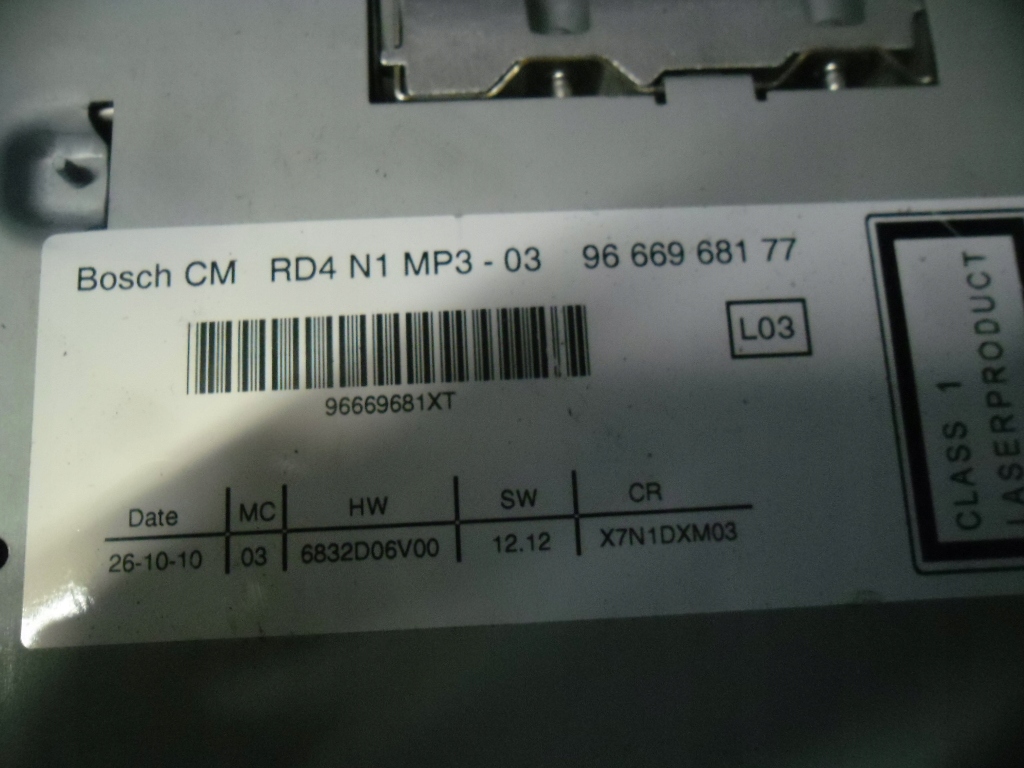 Bosch CM RD4 N1 MP3 - 03 96 669 681 77
L03
96669681XT
Date MC HW SW CR
26-10-10 03 6832D06V00 12.12 X7N1DXM03
CLASS 1
LASERPRODUCT